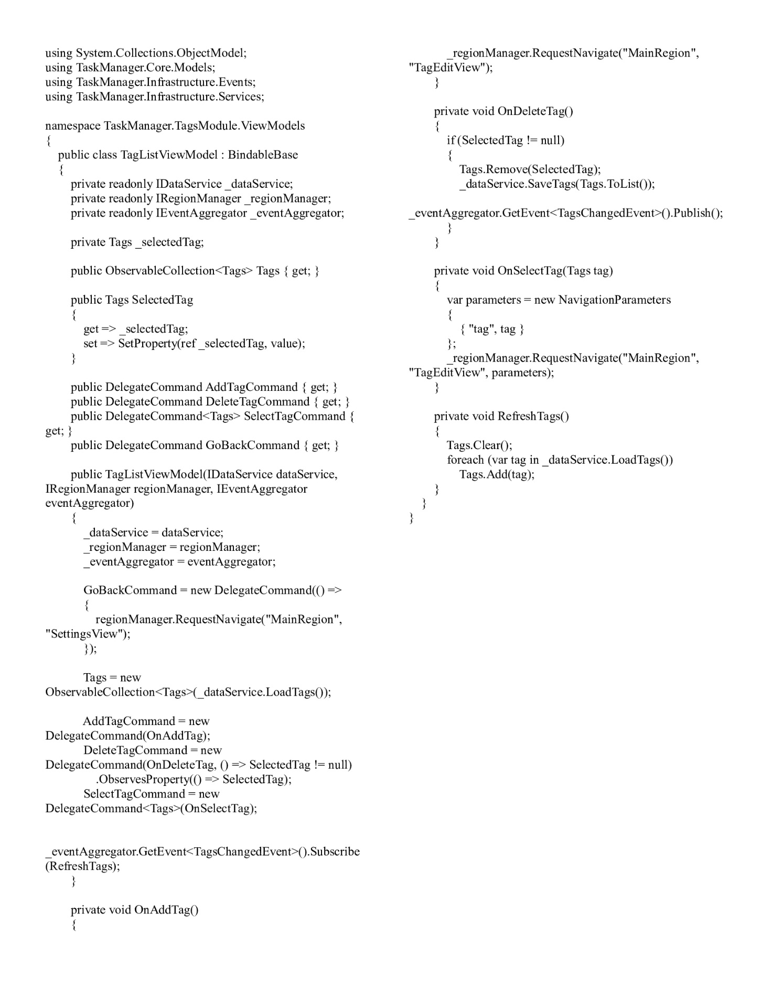 using System.Collections.ObjectModel;
using TaskManager.Core.Models;
using TaskManager.Infrastructure.Events;
using TaskManager.Infrastructure.Services;

namespace TaskManager.TagsModule.ViewModels
{
    public class TagListViewModel : BindableBase
    {
        private readonly IDataService _dataService;
        private readonly IRegionManager _regionManager;
        private readonly IEventAggregator _eventAggregator;

        private Tags _selectedTag;

        public ObservableCollection<Tags> Tags { get; }

        public Tags SelectedTag
        {
            get => _selectedTag;
            set => SetProperty(ref _selectedTag, value);
        }

        public DelegateCommand AddTagCommand { get; }
        public DelegateCommand DeleteTagCommand { get; }
        public DelegateCommand<Tags> SelectTagCommand {
get; }
        public DelegateCommand GoBackCommand { get; }

        public TagListViewModel(IDataService dataService,
IRegionManager regionManager, IEventAggregator
eventAggregator)
        {
            _dataService = dataService;
            _regionManager = regionManager;
            _eventAggregator = eventAggregator;

            GoBackCommand = new DelegateCommand(() =>
            {
                regionManager.RequestNavigate("MainRegion",
"SettingsView");
            });

            Tags = new
ObservableCollection<Tags>(_dataService.LoadTags());

            AddTagCommand = new
DelegateCommand(OnAddTag);
            DeleteTagCommand = new
DelegateCommand(OnDeleteTag, () => SelectedTag != null)
                .ObservesProperty(() => SelectedTag);
            SelectTagCommand = new
DelegateCommand<Tags>(OnSelectTag);

_eventAggregator.GetEvent<TagsChangedEvent>().Subscribe
(RefreshTags);
        }

        private void OnAddTag()
        {
            _regionManager.RequestNavigate("MainRegion",
"TagEditView");
        }

        private void OnDeleteTag()
        {
            if (SelectedTag != null)
            {
                Tags.Remove(SelectedTag);
                _dataService.SaveTags(Tags.ToList());

_eventAggregator.GetEvent<TagsChangedEvent>().Publish();
            }
        }

        private void OnSelectTag(Tags tag)
        {
            var parameters = new NavigationParameters
            {
                { "tag", tag }
            };
            _regionManager.RequestNavigate("MainRegion",
"TagEditView", parameters);
        }

        private void RefreshTags()
        {
            Tags.Clear();
            foreach (var tag in _dataService.LoadTags())
                Tags.Add(tag);
        }
    }
}